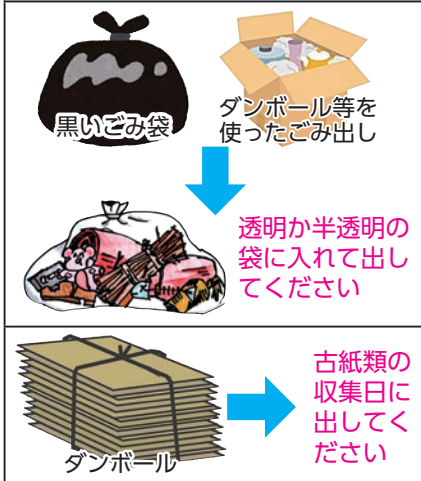 黒いごみ袋
ダンボール等を
使ったごみ出し
透明か半透明の
袋に入れて出し
てください
ダンボール
古紙類の
収集日に
出してく
ださい